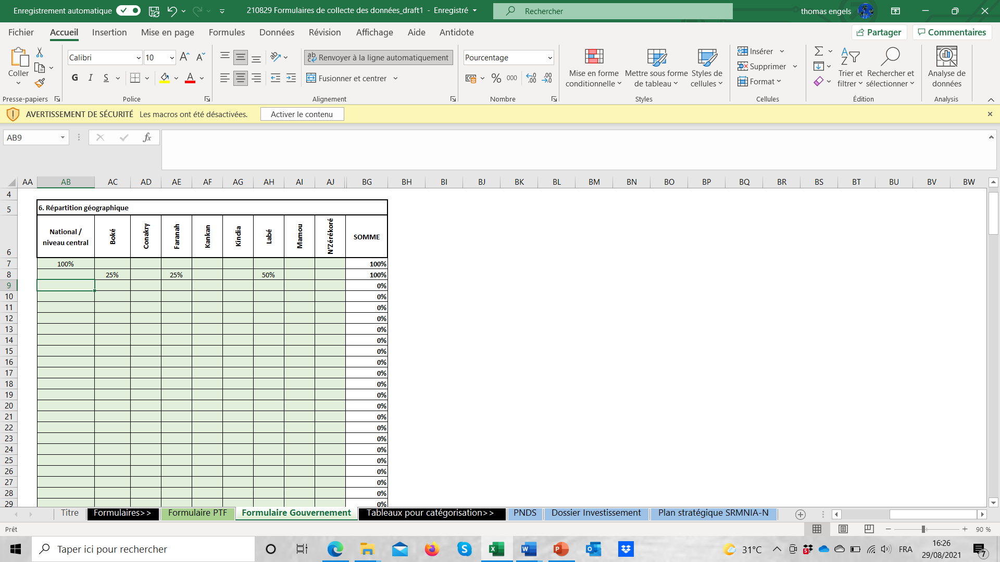 Enregistrement automatique
210829 Formulaires de collecte des données_draft1 - Enregistré
Rechercher
thomas engels
Fichier Accueil Insertion Mise en page Formules Données Révision Affichage Aide Antidote
Partager Commentaires
Coller
Calibri 10
G I S
Renvoyer à la ligne automatiquement
Fusionner et centrer
Pourcentage
% 000
Mise en forme conditionnelle
Mettre sous forme de tableau
Styles de cellules
Insérer
Supprimer
Format
Trier et filtrer
Rechercher et sélectionner
Analyse de données
Presse-papiers Police Alignement Nombre Styles Cellules Édition Analysis
AVERTISSEMENT DE SÉCURITÉ Les macros ont été désactivées. Activer le contenu
AB9 fx
AA AB AC AD AE AF AG AH AI AJ BG BH BI BJ BK BL BM BN BO BP BQ BR BS BT BU BV BW
4
5 6. Répartition géographique
6 National / niveau central Boké Conakry Faranah Kankan Kindia Labé Mamou N'Zérékoré SOMME
7 100% 100%
8 25% 25% 50% 100%
9 0%
10 0%
11 0%
12 0%
13 0%
14 0%
15 0%
16 0%
17 0%
18 0%
19 0%
20 0%
21 0%
22 0%
23 0%
24 0%
25 0%
26 0%
27 0%
28 0%
29 0%
Titre Formulaires>> Formulaire PTF Formulaire Gouvernement Tableaux pour catégorisation>> PNDS Dossier Investissement Plan stratégique SRMNIA-N
Prêt
90 %
Taper ici pour rechercher
31°C
5
FRA
16:26
29/08/2021
7